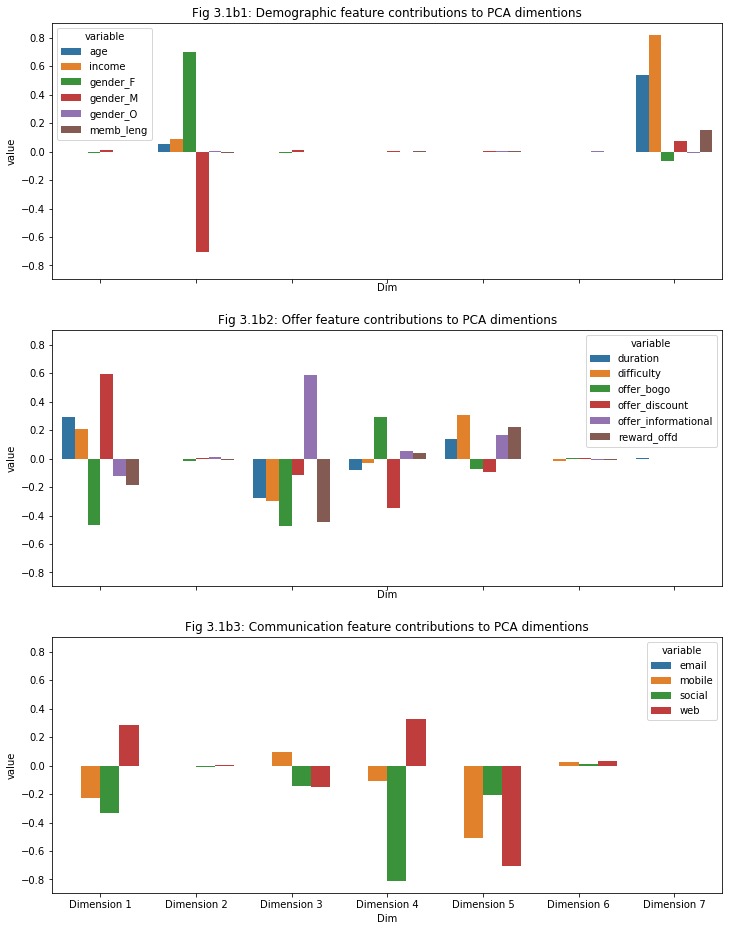 Fig 3.1b1: Demographic feature contributions to PCA dimentions
variable
age
income
gender_F
gender_M
gender_O
memb_leng
0.8
0.6
0.4
0.2
0.0
−0.2
−0.4
−0.6
−0.8
value
Dim
Fig 3.1b2: Offer feature contributions to PCA dimentions
variable
duration
difficulty
offer_bogo
offer_discount
offer_informational
reward_offd
0.8
0.6
0.4
0.2
0.0
−0.2
−0.4
−0.6
−0.8
value
Dim
Fig 3.1b3: Communication feature contributions to PCA dimentions
variable
email
mobile
social
web
0.8
0.6
0.4
0.2
0.0
−0.2
−0.4
−0.6
−0.8
value
Dimension 1 Dimension 2 Dimension 3 Dimension 4 Dimension 5 Dimension 6 Dimension 7
Dim